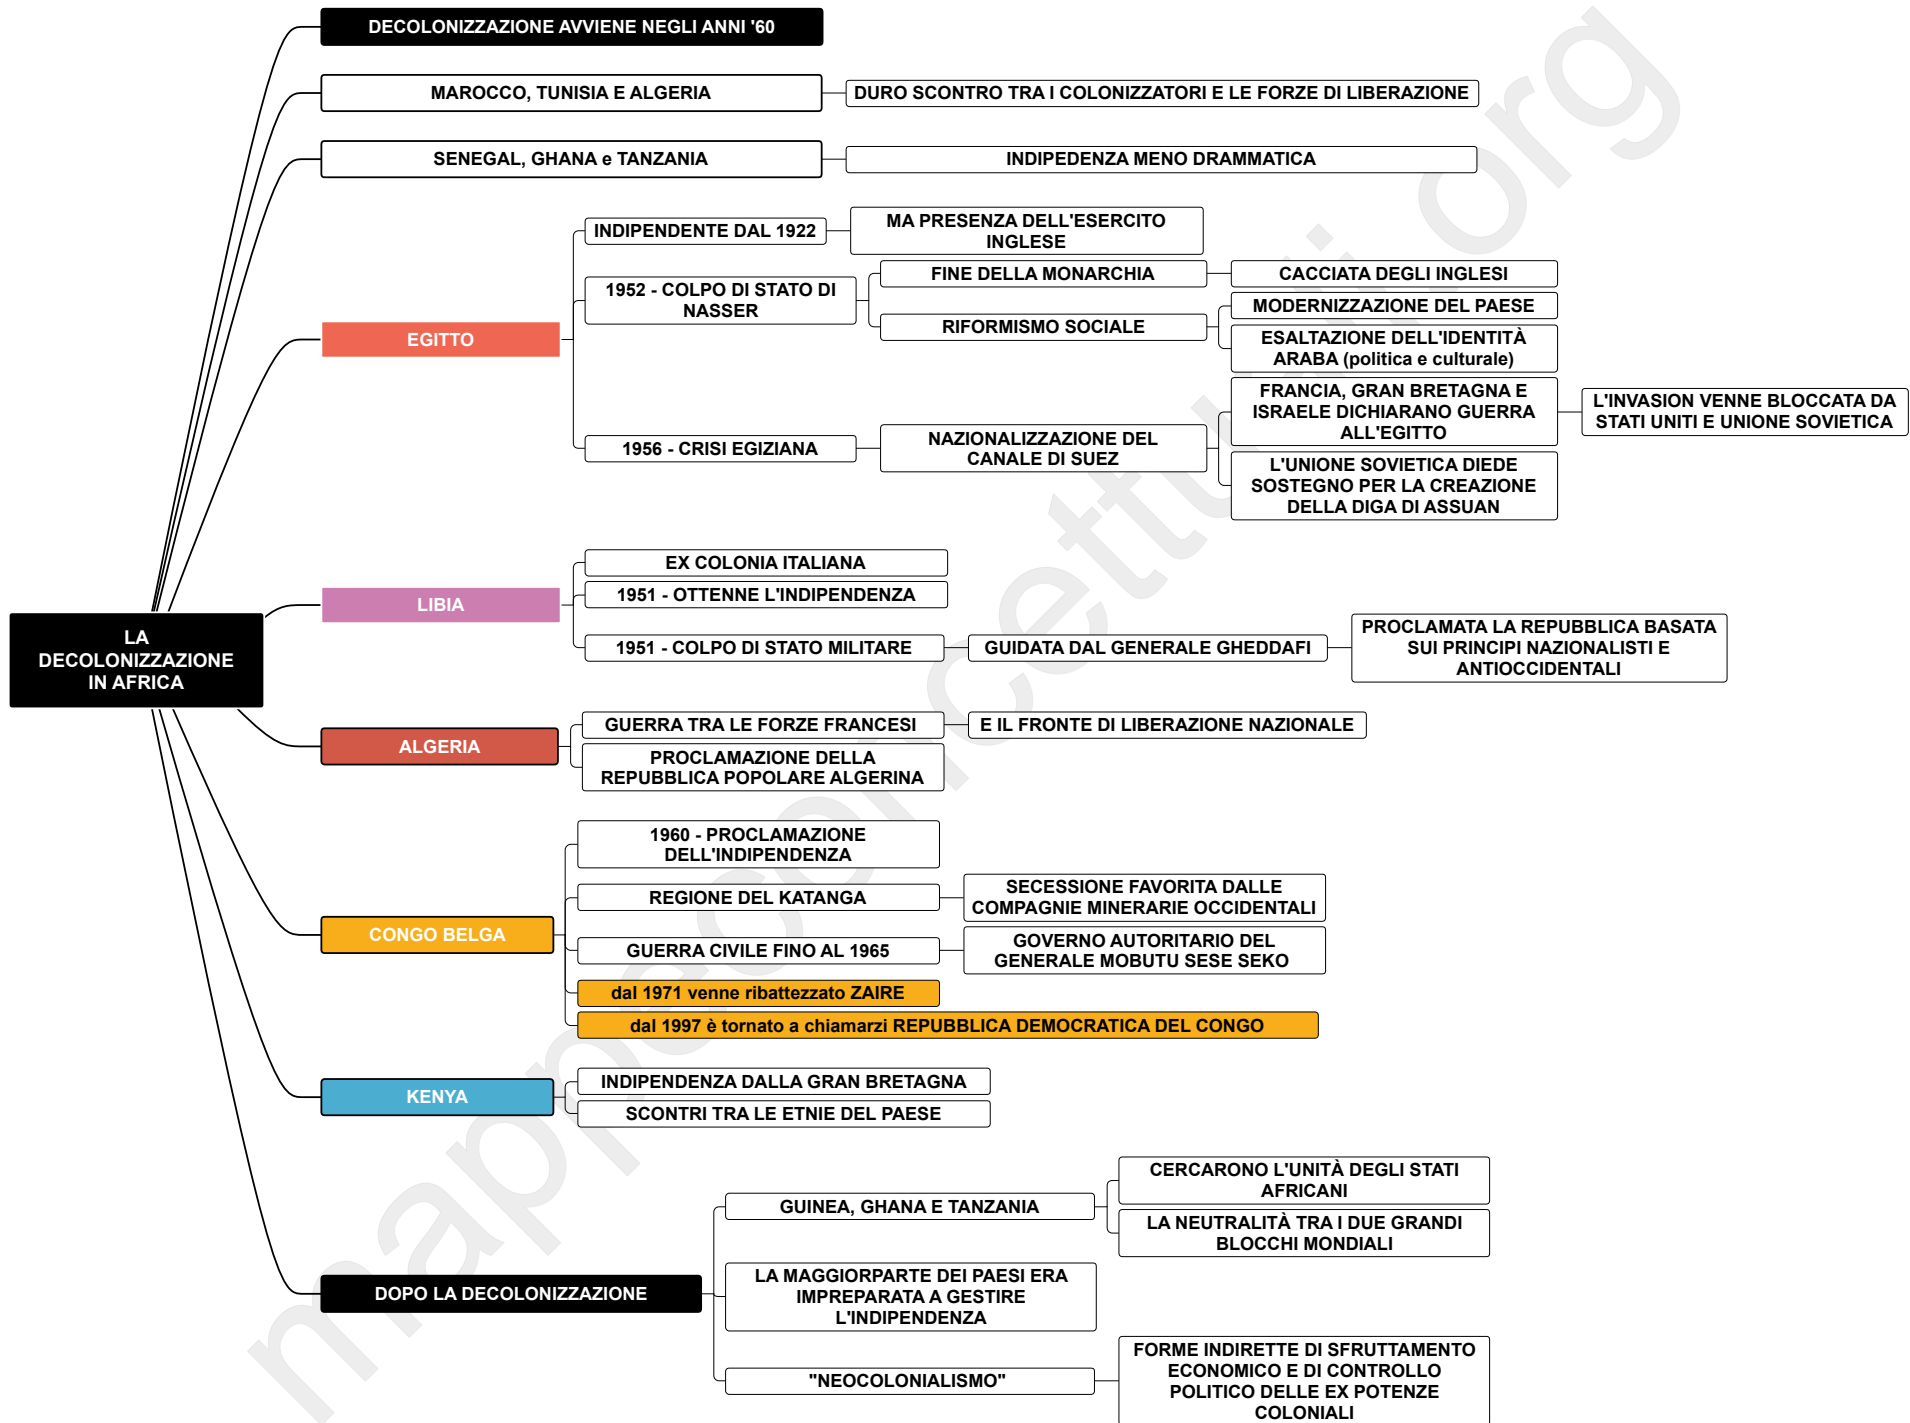 DECOLONIZZAZIONE AVVIENE NEGLI ANNI '60
MAROCCO, TUNISIA E ALGERIA
DURO SCONTRO TRA I COLONIZZATORI E LE FORZE DI LIBERAZIONE
SENEGAL, GHANA e TANZANIA
INDIPEDENZA MENO DRAMMATICA
EGITTO
INDIPENDENTE DAL 1922
MA PRESENZA DELL'ESERCITO
INGLESE
1952 - COLPO DI STATO DI
NASSER
FINE DELLA MONARCHIA
CACCIATA DEGLI INGLESI
RIFORMISMO SOCIALE
MODERNIZZAZIONE DEL PAESE
ESALTAZIONE DELL'IDENTITÀ
ARABA (politica e culturale)
1956 - CRISI EGIZIANA
NAZIONALIZZAZIONE DEL
CANALE DI SUEZ
FRANCIA, GRAN BRETAGNA E
ISRAELE DICHIARANO GUERRA
ALL'EGITTO
L'INVASION VENNE BLOCCATA DA
STATI UNITI E UNIONE SOVIETICA
L'UNIONE SOVIETICA DIEDE
SOSTEGNO PER LA CREAZIONE
DELLA DIGA DI ASSUAN
LA
DECOLONIZZAZIONE
IN AFRICA
LIBIA
EX COLONIA ITALIANA
1951 - OTTENNE L'INDIPENDENZA
1951 - COLPO DI STATO MILITARE
GUIDATA DAL GENERALE GHEDDAFI
PROCLAMATA LA REPUBBLICA BASATA
SUI PRINCIPI NAZIONALISTI E
ANTIOCCIDENTALI
ALGERIA
GUERRA TRA LE FORZE FRANCESI
E IL FRONTE DI LIBERAZIONE NAZIONALE
PROCLAMAZIONE DELLA
REPUBBLICA POPOLARE ALGERINA
CONGO BELGA
1960 - PROCLAMAZIONE
DELL'INDIPENDENZA
REGIONE DEL KATANGA
SECESSIONE FAVORITA DALLE
COMPAGNIE MINERARIE OCCIDENTALI
GUERRA CIVILE FINO AL 1965
GOVERNO AUTORITARIO DEL
GENERALE MOBUTU SESE SEKO
dal 1971 venne ribattezzato ZAIRE
dal 1997 è tornato a chiamarzi REPUBBLICA DEMOCRATICA DEL CONGO
KENYA
INDIPENDENZA DALLA GRAN BRETAGNA
SCONTRI TRA LE ETNIE DEL PAESE
DOPO LA DECOLONIZZAZIONE
GUINEA, GHANA E TANZANIA
CERCARONO L'UNITÀ DEGLI STATI
AFRICANI
LA NEUTRALITÀ TRA I DUE GRANDI
BLOCCHI MONDIALI
LA MAGGIORPARTE DEI PAESI ERA
IMPREPARATA A GESTIRE
L'INDIPENDENZA
"NEOCOLONIALISMO"
FORME INDIRETTE DI SFRUTTAMENTO
ECONOMICO E DI CONTROLLO
POLITICO DELLE EX POTENZE
COLONIALI